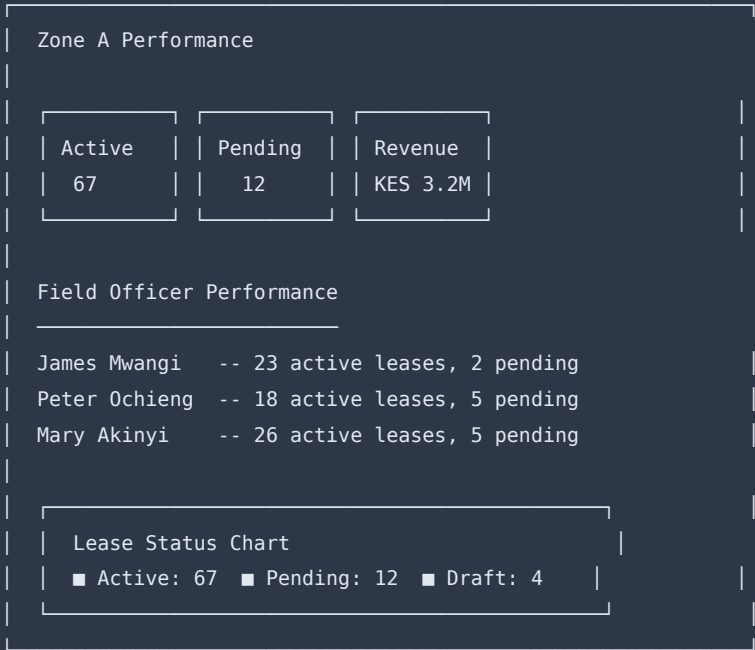 Zone A Performance
Active Pending Revenue
67 12 KES 3.2M
Field Officer Performance
James Mwangi -- 23 active leases, 2 pending
Peter Ochieng -- 18 active leases, 5 pending
Mary Akinyi -- 26 active leases, 5 pending
Lease Status Chart
■ Active: 67 ■ Pending: 12 ■ Draft: 4